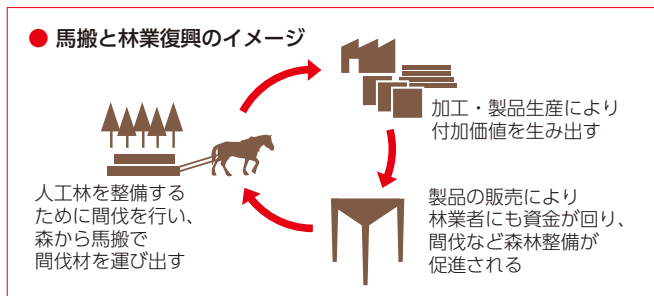 ● 馬搬と林業復興のイメージ
加工・製品生産により
付加価値を生み出す
製品の販売により
林業者にも資金が回り、
間伐など森林整備が
促進される
人工林を整備する
ために間伐を行い、
森から馬搬で
間伐材を運び出す